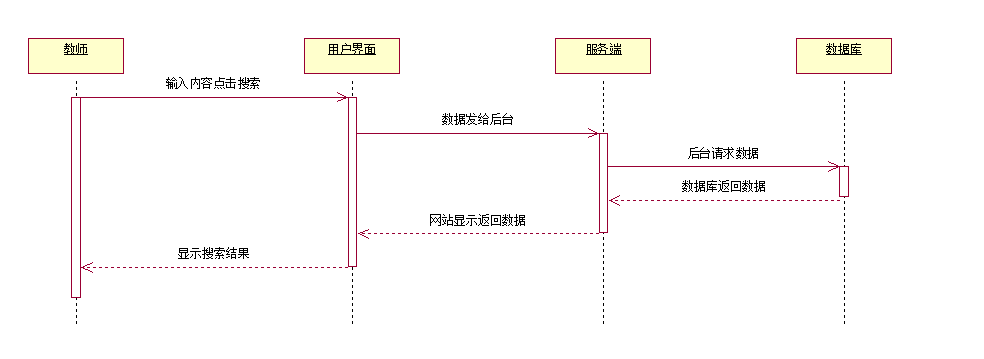 教师
用户界面
服务端
数据库
输入内容点击搜索
数据发给后台
后台请求数据
数据库返回数据
网站显示返回数据
显示搜索结果